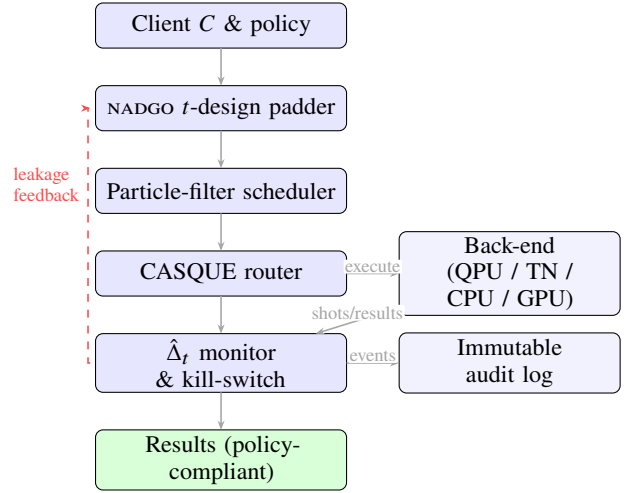 Client C & policy
NADGO t-design padder
leakage
feedback
Particle-filter scheduler
CASQUE router
execute
Back-end
(QPU / TN /
CPU / GPU)
shots/results
Δ̂t monitor
& kill-switch
events
Immutable
audit log
Results (policy-
compliant)